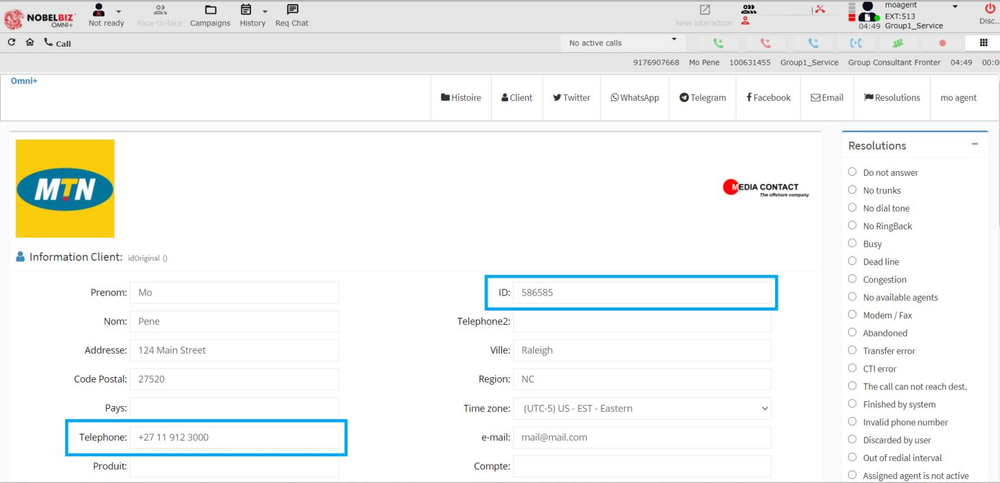 NOBELBIZ
OMNI+
Not ready
Face-to-face
Campaigns
History
Req Chat
New interaction
04:49
moagent
EXT:513
Group1_Service
Disc..
Call
No active calls
9176907668 Mo Pene 100631455 Group1_Service Group Consultant Fronter 04:49 00:0
Omni+
Histoire
Client
Twitter
WhatsApp
Telegram
Facebook
Email
Resolutions
mo agent
MTN
MEDIA CONTACT
The offshore company
Information Client: idOriginal ()
Prenom: Mo
ID: 586585
Nom: Pene
Telephone2:
Addresse: 124 Main Street
Ville: Raleigh
Code Postal: 27520
Region: NC
Pays:
Time zone: (UTC-5) US - EST - Eastern
Telephone: +27 11 912 3000
e-mail: mail@mail.com
Produit:
Compte:
Resolutions
Do not answer
No trunks
No dial tone
No RingBack
Busy
Dead line
Congestion
No available agents
Modem / Fax
Abandoned
Transfer error
CTI error
The call can not reach dest.
Finished by system
Invalid phone number
Discarded by user
Out of redial interval
Assigned agent is not active